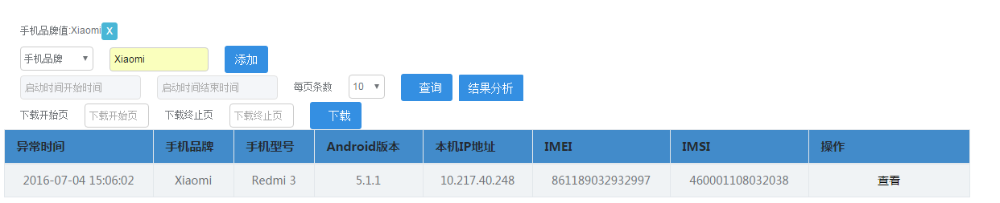 手机品牌值:Xiaomi X
手机品牌 Xiaomi 添加
启动时间开始时间 启动时间结束时间 每页条数 10 查询 结果分析
下载开始页 下载开始页 下载终止页 下载终止页 下载
异常时间 手机品牌 手机型号 Android版本 本机IP地址 IMEI IMSI 操作
2016-07-04 15:06:02 Xiaomi Redmi 3 5.1.1 10.217.40.248 861189032932997 460001108032038 查看